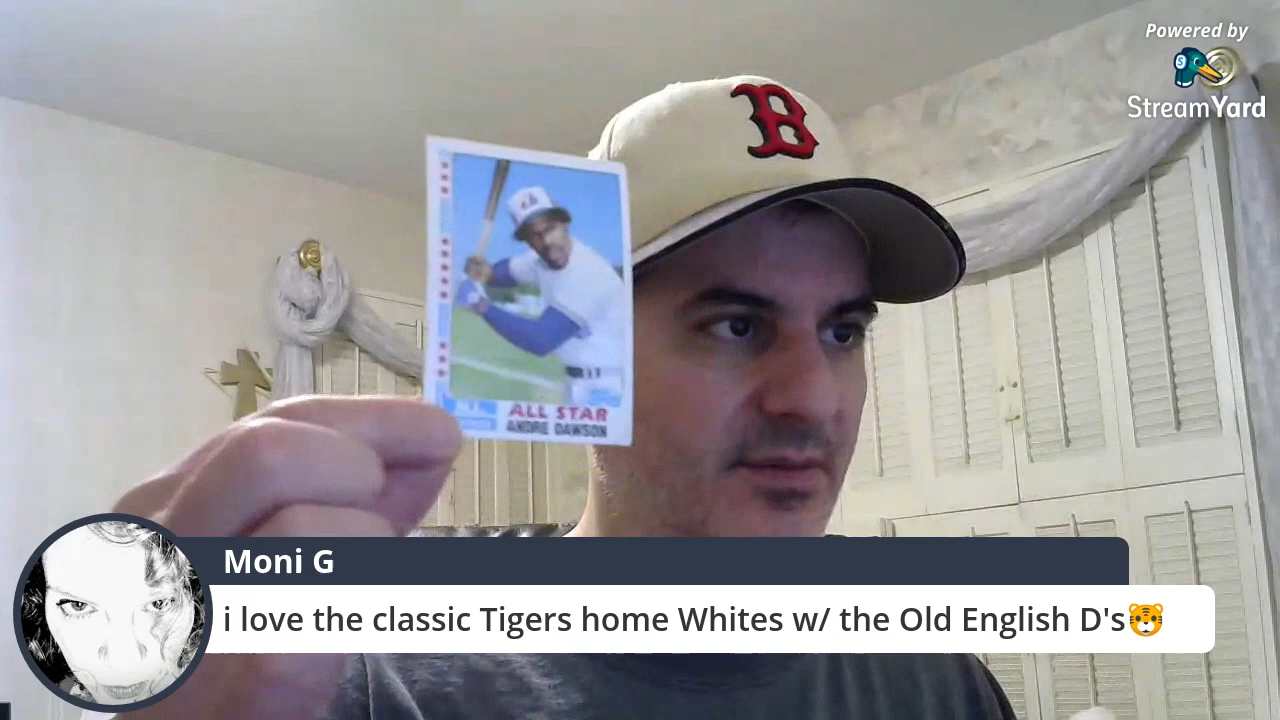 Powered by
StreamYard
B
ALL STAR
ANDRE DAWSON
Moni G
i love the classic Tigers home Whites w/ the Old English D's🐯